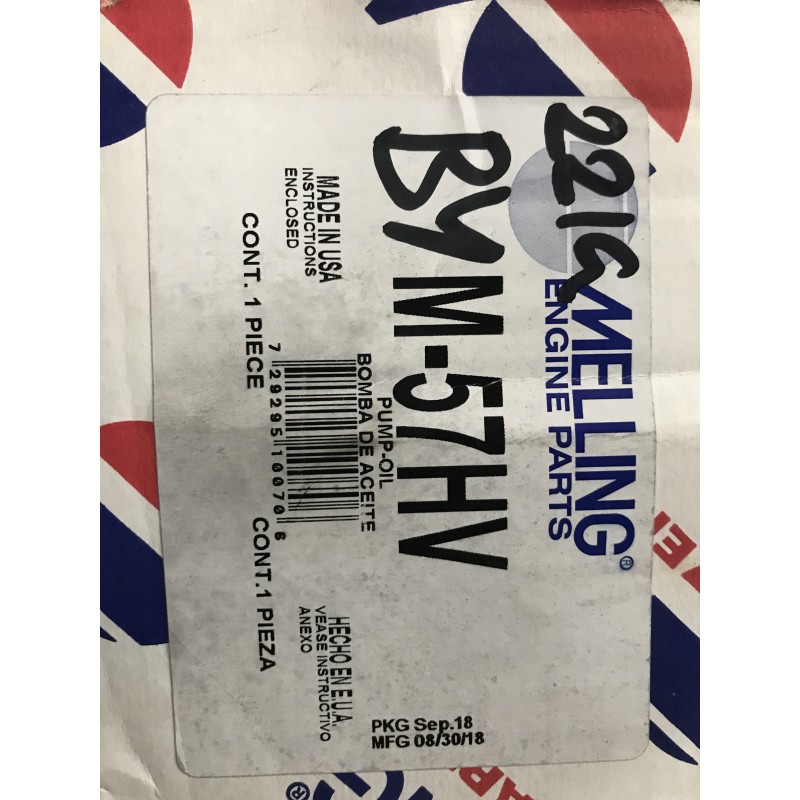 221G
MELLING®
ENGINE PARTS
BY
M-57HV
PUMP-OIL
BOMBA DE ACEITE
MADE IN USA
INSTRUCTIONS
ENCLOSED
7 29295 10070 6
HECHO EN E.U.A.
VEASE INSTRUCTIVO
ANEXO
CONT. 1 PIECE
CONT.1 PIEZA
PKG Sep.18
MFG 08/30/18